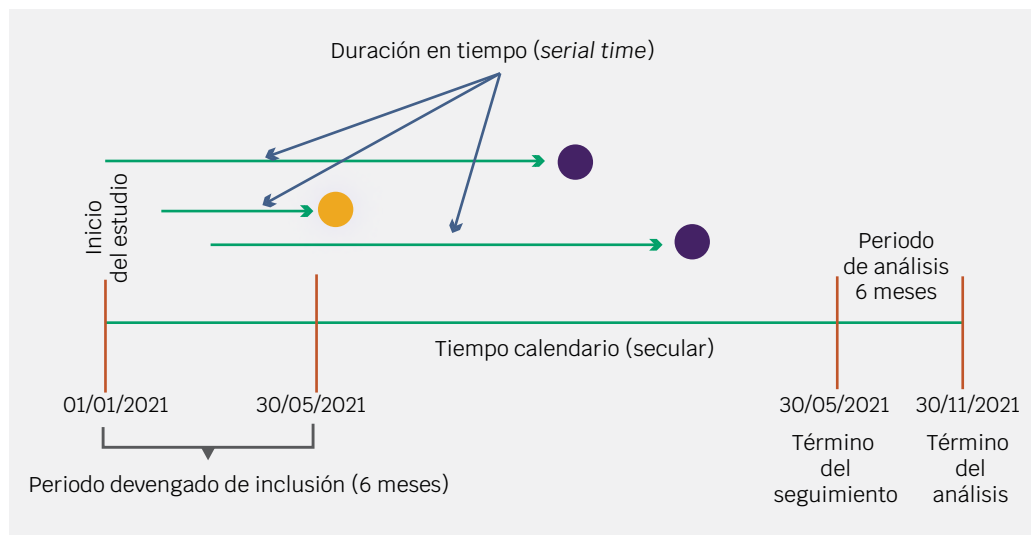 Duración en tiempo (serial time)
Inicio
del estudio
Periodo
de análisis
6 meses
Tiempo calendario (secular)
01/01/2021
30/05/2021
30/05/2021
30/11/2021
Término
del
seguimiento
Término
del
análisis
Periodo devengado de inclusión (6 meses)